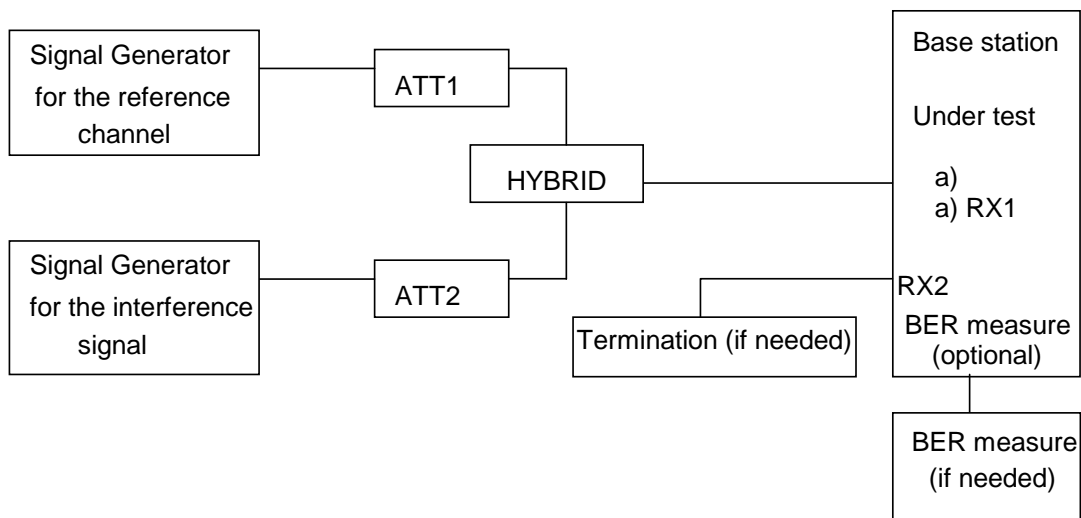 Signal Generator
for the reference
channel
ATT1
HYBRID
Signal Generator
for the interference
signal
ATT2
Termination (if needed)
Base station
Under test
a)
a) RX1
RX2
BER measure
(optional)
BER measure
(if needed)